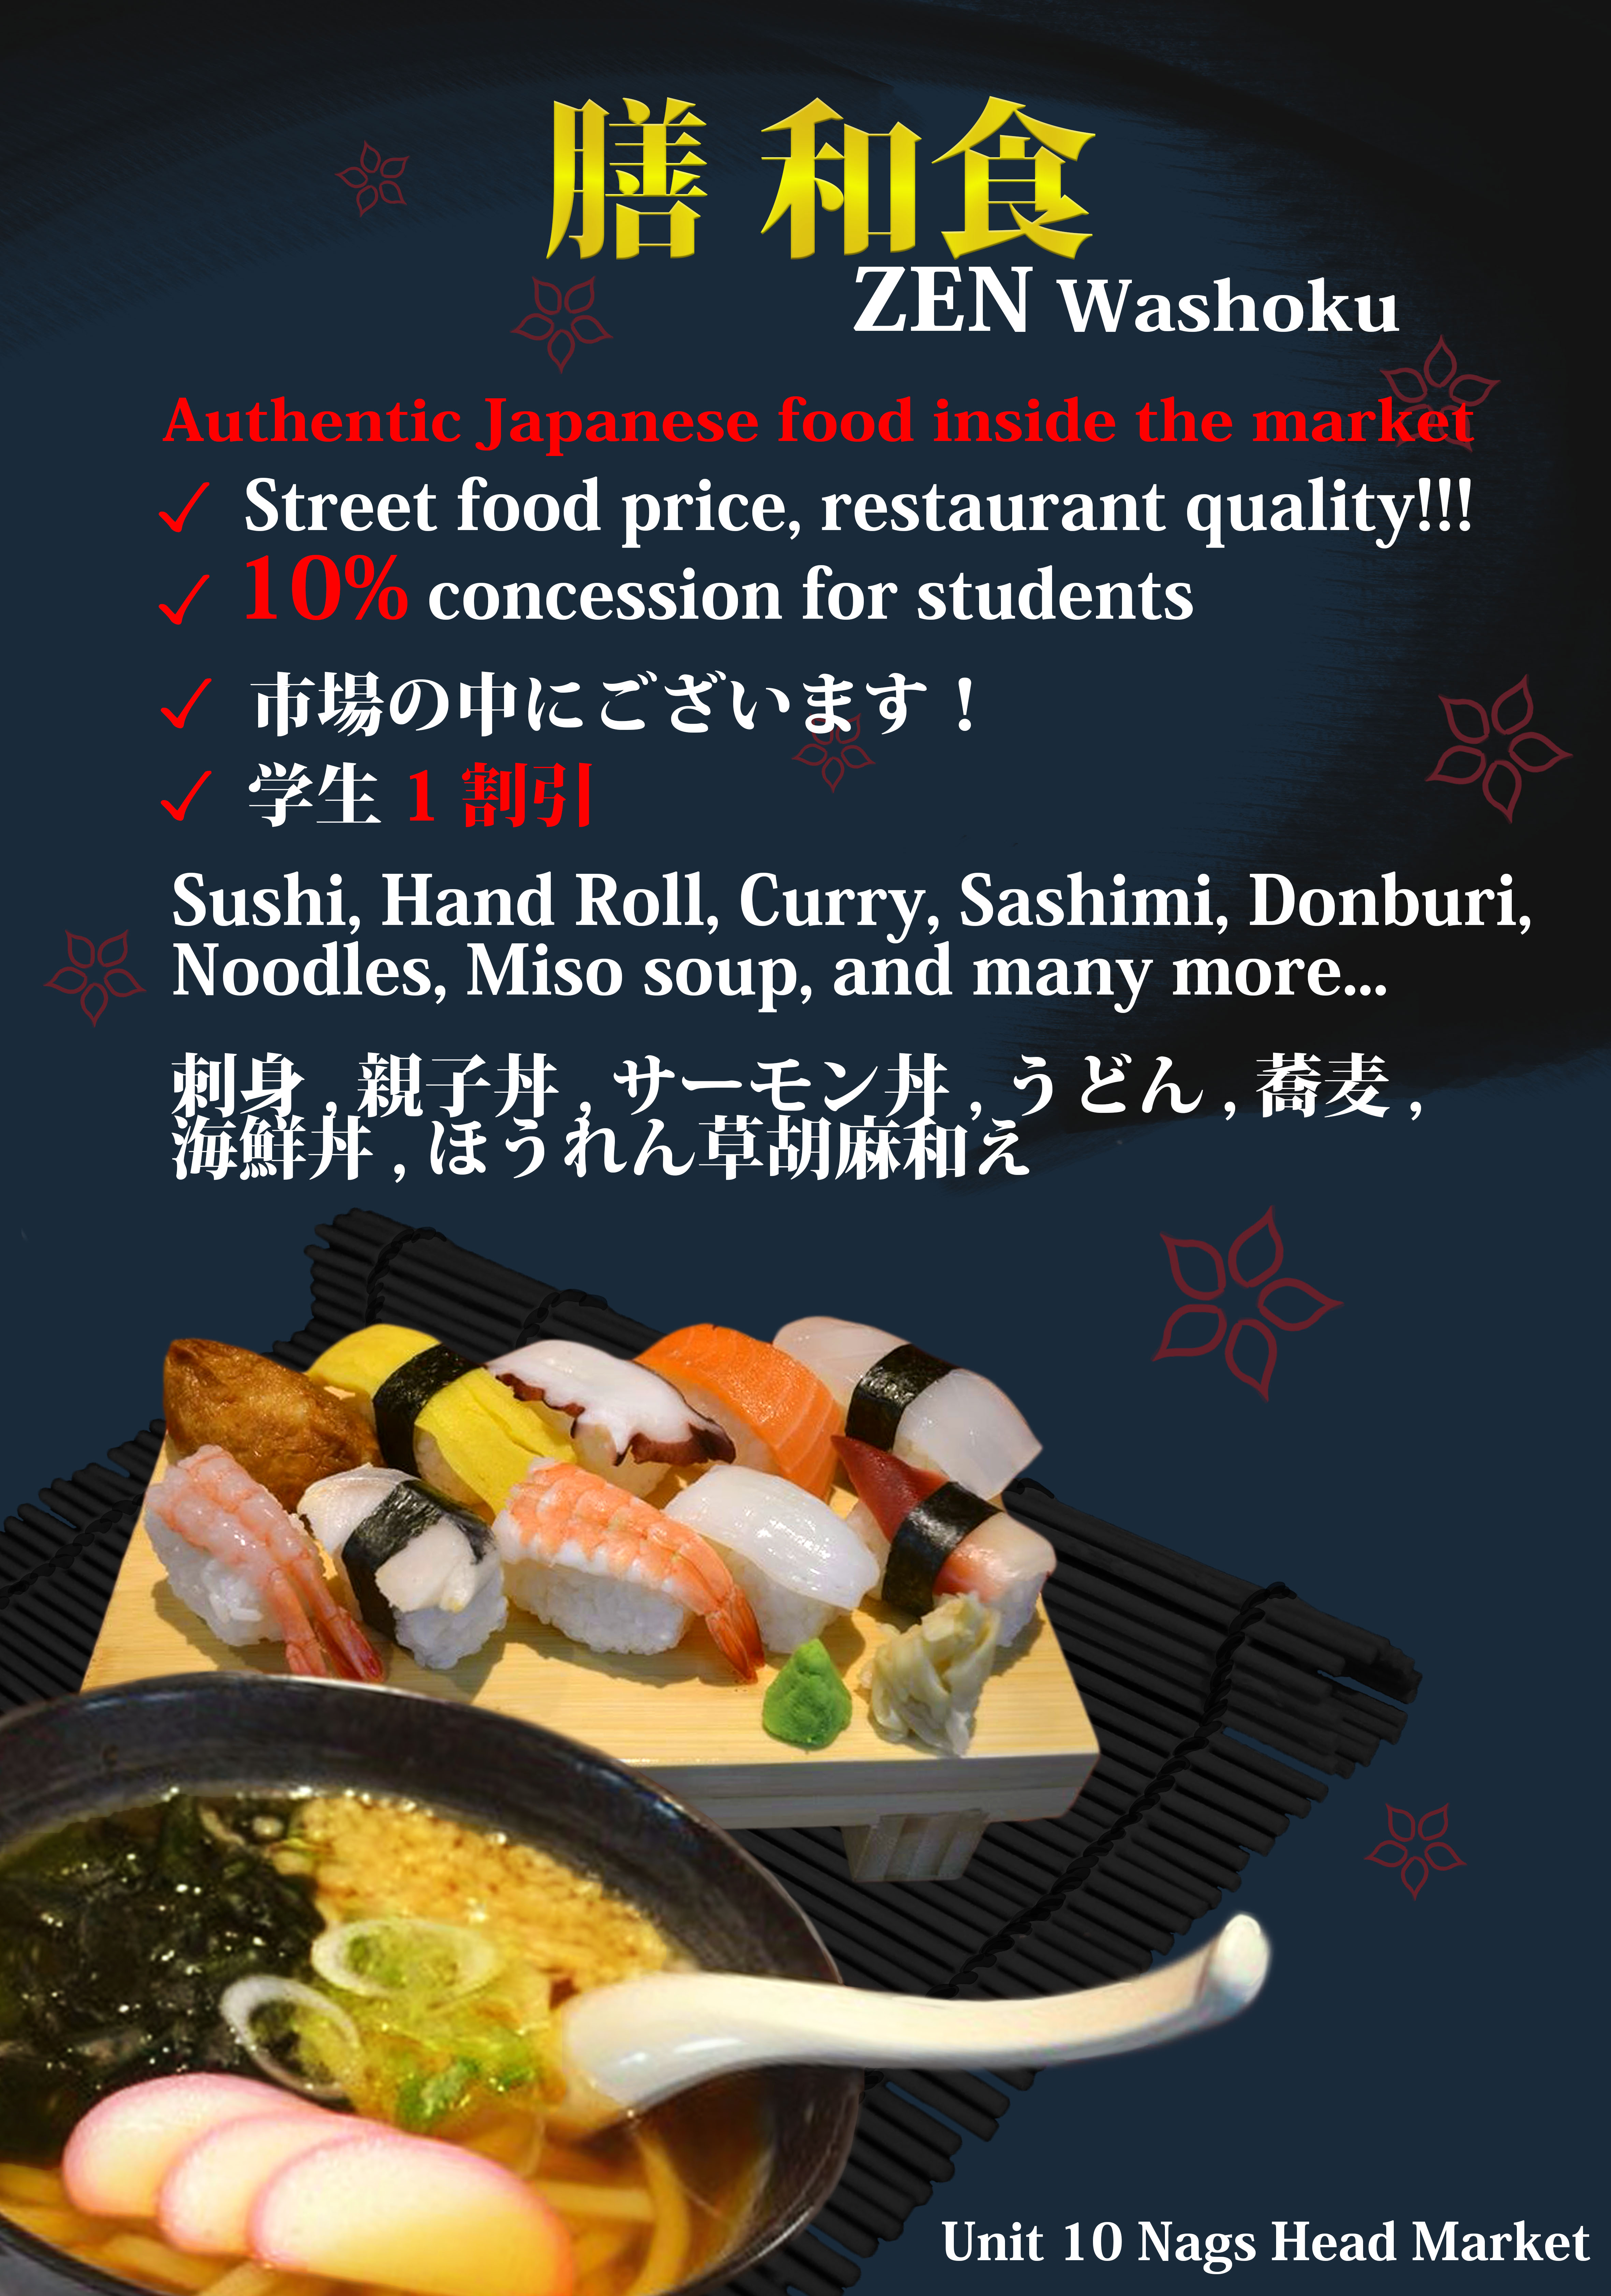 膳 和食
ZEN Washoku
Authentic Japanese food inside the market
Street food price, restaurant quality!!!
10% concession for students
市場の中にございます！
学生 1 割引
Sushi, Hand Roll, Curry, Sashimi, Donburi,
Noodles, Miso soup, and many more...
刺身 , 親子丼 , サーモン丼 , うどん , 蕎麦 ,
海鮮丼 , ほうれん草胡麻和え
Unit 10 Nags Head Market